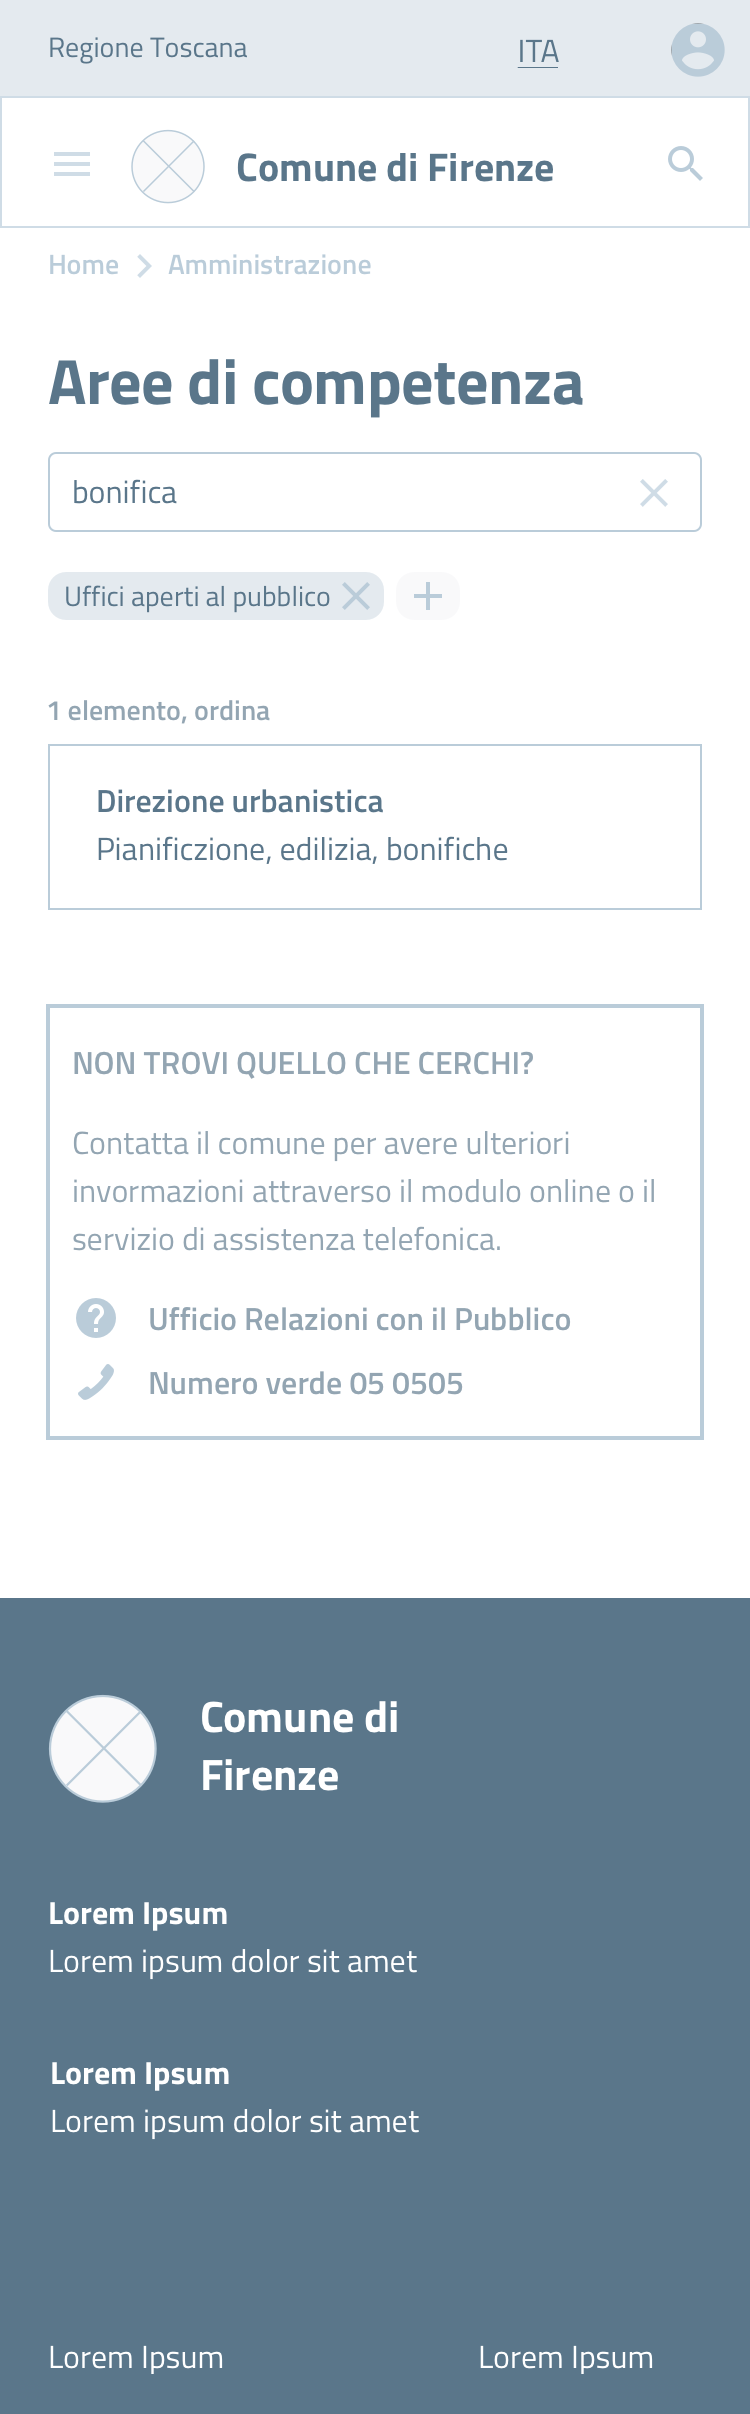 Regione Toscana
ITA
Comune di Firenze
Home
Amministrazione
Aree di competenza
bonifica
Uffici aperti al pubblico
1 elemento, ordina
Direzione urbanistica
Pianificzione, edilizia, bonifiche
NON TROVI QUELLO CHE CERCHI?
Contatta il comune per avere ulteriori
invormazioni attraverso il modulo online o il
servizio di assistenza telefonica.
Ufficio Relazioni con il Pubblico
Numero verde 05 0505
Comune di
Firenze
Lorem Ipsum
Lorem ipsum dolor sit amet
Lorem Ipsum
Lorem ipsum dolor sit amet
Lorem Ipsum
Lorem Ipsum